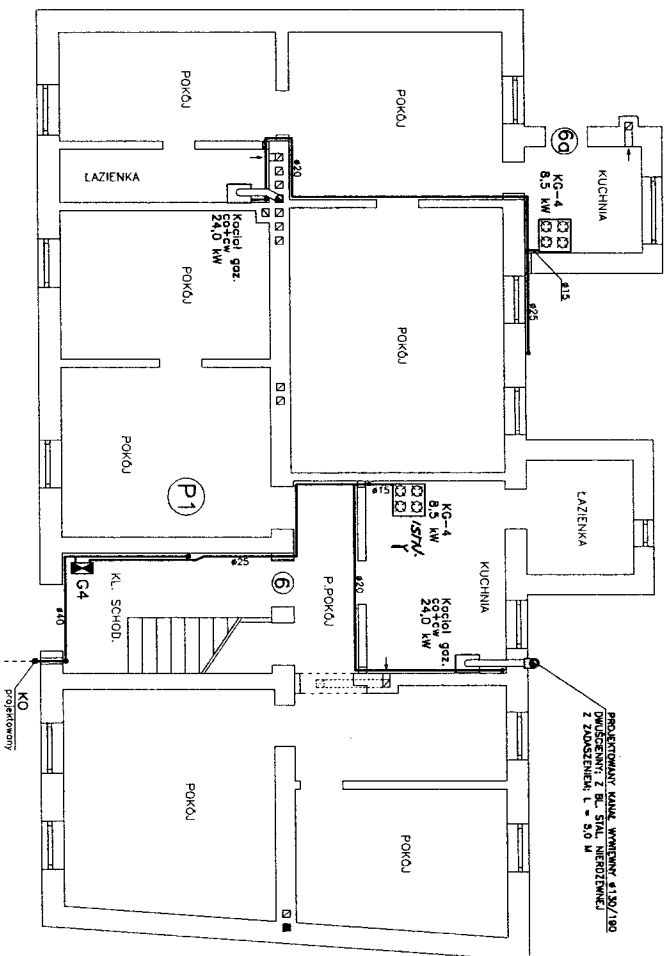 POKÓJ
POKÓJ
6a
KUCHNIA
KG-4
8,5 kW
ø20
ŁAZIENKA
Kocioł gaz.
co+cw
24,0 kW
ø15
ø25
POKÓJ
POKÓJ
POKÓJ
P1
ŁAZIENKA
KG-4
8,5 kW
ISTN.
ø15
KUCHNIA
Kocioł gaz.
co+cw
24,0 kW
ø20
P.POKÓJ
6
ø25
G4
KL. SCHOD.
ø40
KO
projektowany
PROJEKTOWANY KANAŁ WYWIEWNY ø130/190
DWUŚCIENNY; Z BL. STAL. NIERDZEWNEJ
Z ZADASZENIEM; L = 5,0 M
POKÓJ
POKÓJ